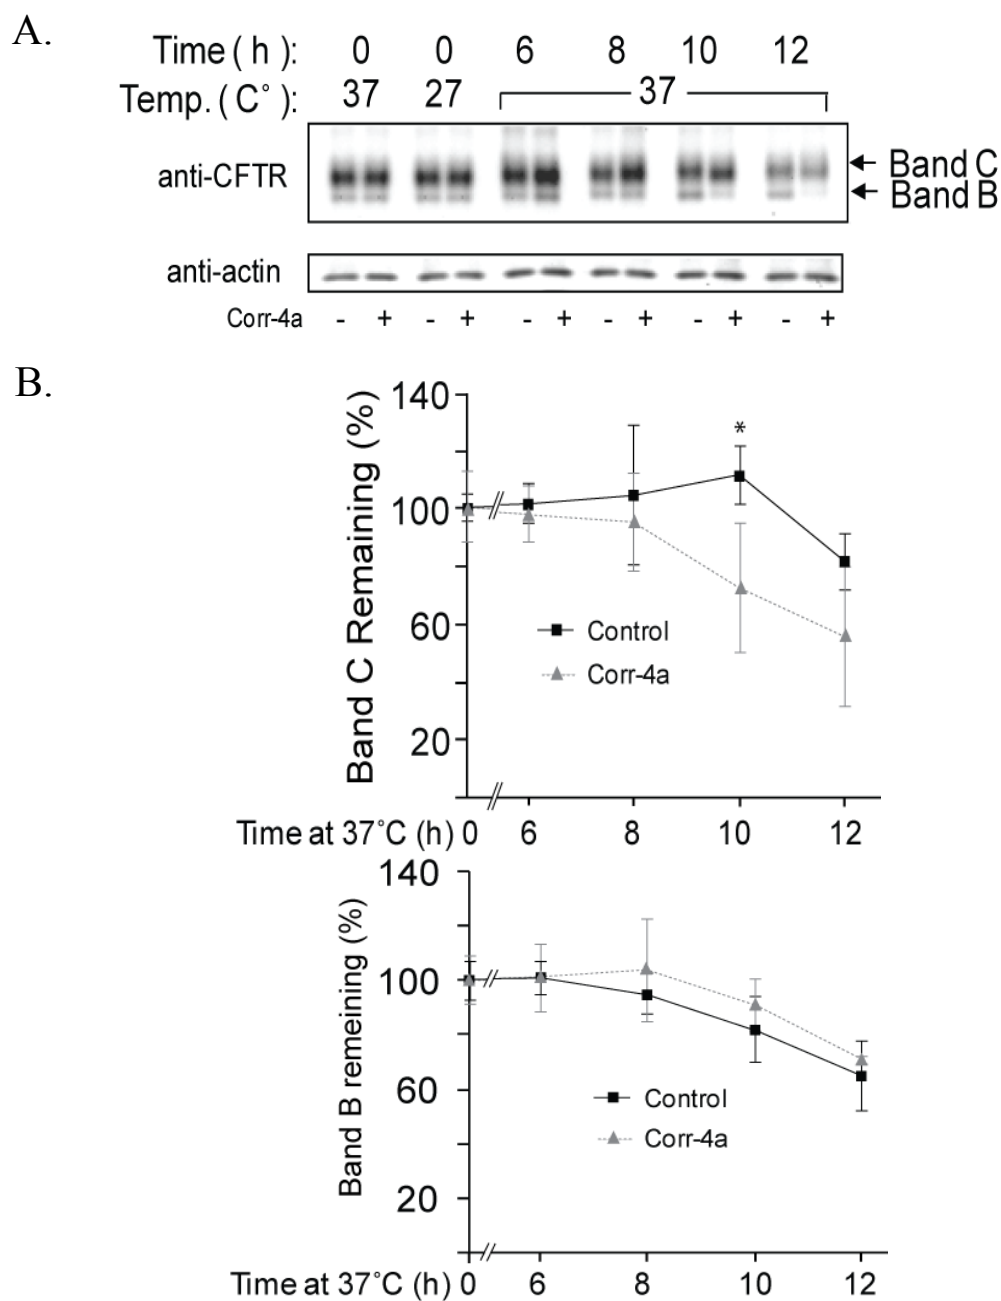 A.
Time ( h ): 0 0 6 8 10 12
Temp. ( C° ): 37 27 37
anti-CFTR
Band C
Band B
anti-actin
Corr-4a - + - + - + - + - + - +
B.
Band C Remaining (%)
140
*
100
60
Control
Corr-4a
20
Time at 37°C (h) 0 6 8 10 12
Band B remeining (%)
140
100
60
Control
Corr-4a
20
Time at 37°C (h) 0 6 8 10 12